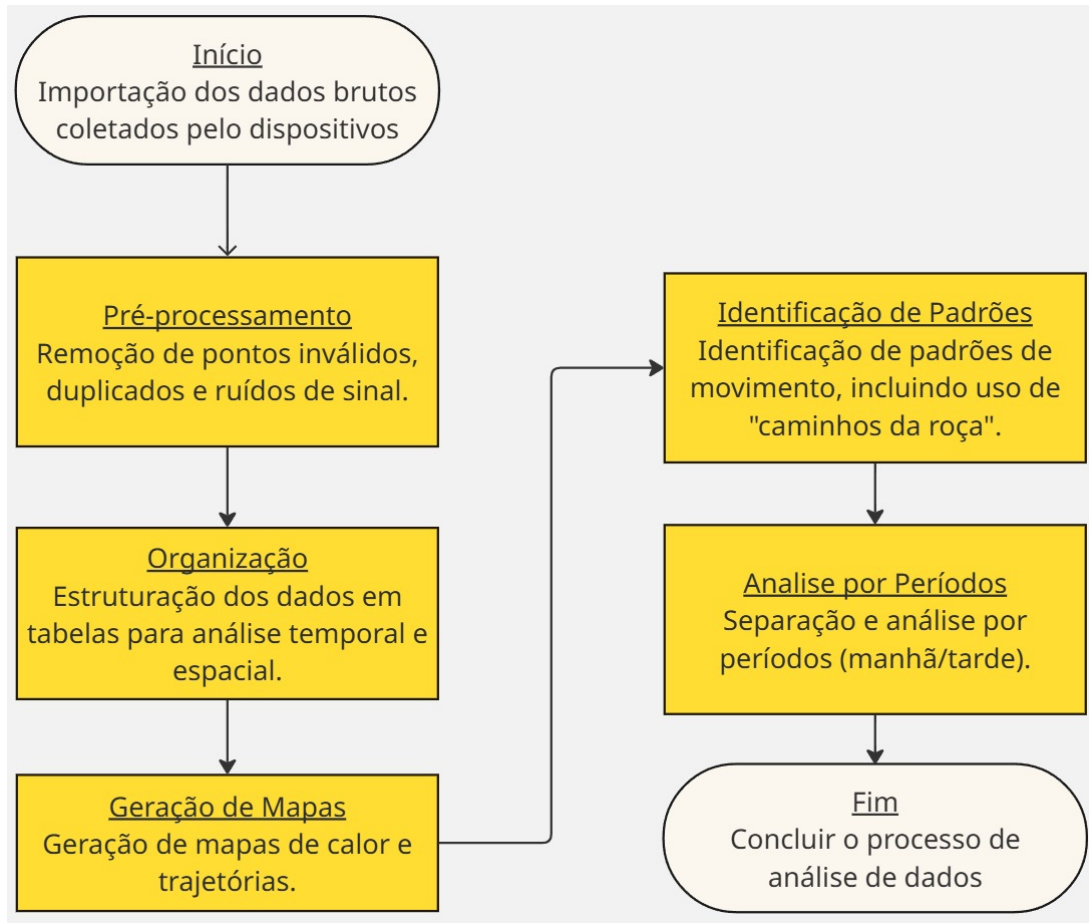 Início
Importação dos dados brutos
coletados pelo dispositivos
Pré-processamento
Remoção de pontos inválidos,
duplicados e ruídos de sinal.
Organização
Estruturação dos dados em
tabelas para análise temporal e
espacial.
Geração de Mapas
Geração de mapas de calor e
trajetórias.
Identificação de Padrões
Identificação de padrões de
movimento, incluindo uso de
"caminhos da roça".
Analise por Períodos
Separação e análise por
períodos (manhã/tarde).
Fim
Concluir o processo de
análise de dados